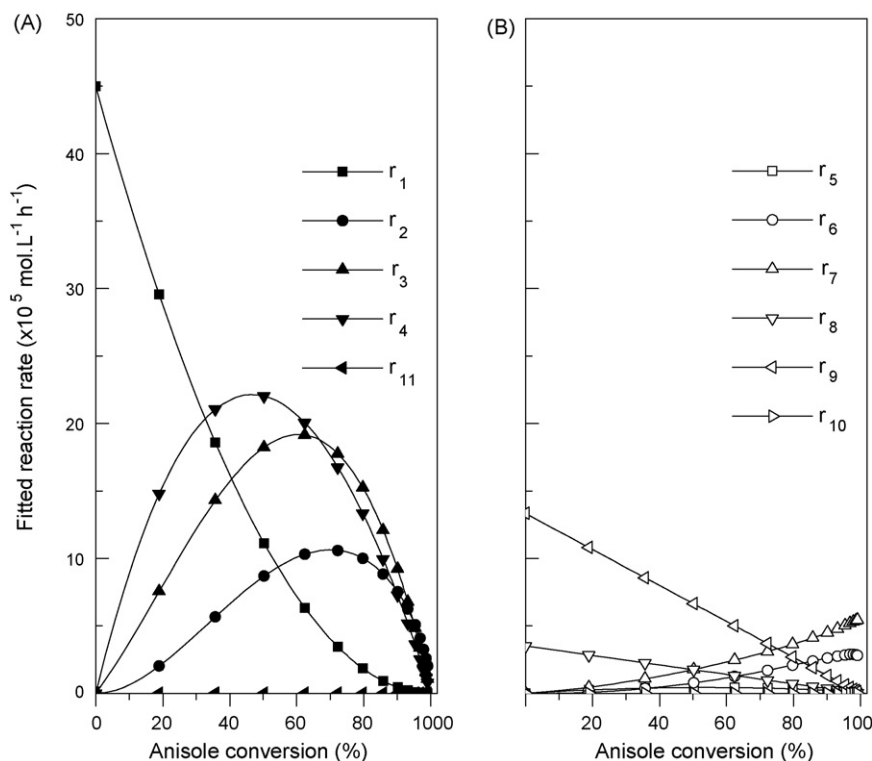 (A)
50
40
30
20
10
0
Fitted reaction rate (x10⁵ mol.L⁻¹ h⁻¹)
r₁
r₂
r₃
r₄
r₁₁
0 20 40 60 80 1000
Anisole conversion (%)
(B)
r₅
r₆
r₇
r₈
r₉
r₁₀
20 40 60 80 100
Anisole conversion (%)